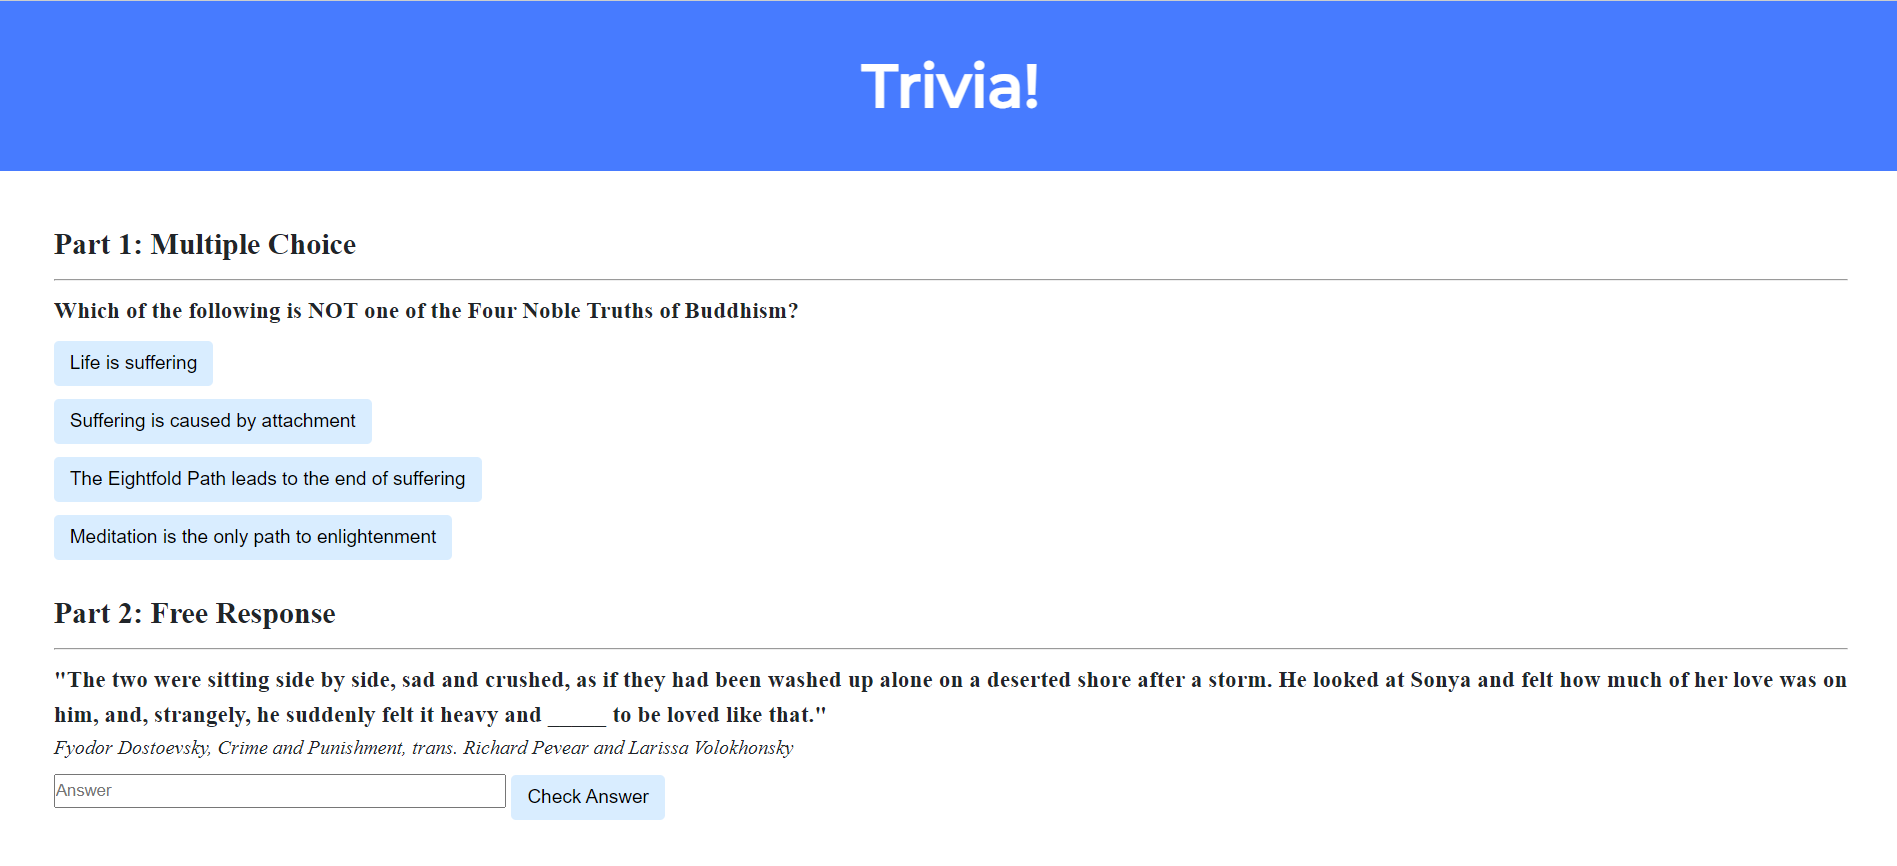 Trivia!
Part 1: Multiple Choice
Which of the following is NOT one of the Four Noble Truths of Buddhism?
Life is suffering
Suffering is caused by attachment
The Eightfold Path leads to the end of suffering
Meditation is the only path to enlightenment
Part 2: Free Response
"The two were sitting side by side, sad and crushed, as if they had been washed up alone on a deserted shore after a storm. He looked at Sonya and felt how much of her love was on
him, and, strangely, he suddenly felt it heavy and _____ to be loved like that."
Fyodor Dostoevsky, Crime and Punishment, trans. Richard Pevear and Larissa Volokhonsky
Answer Check Answer